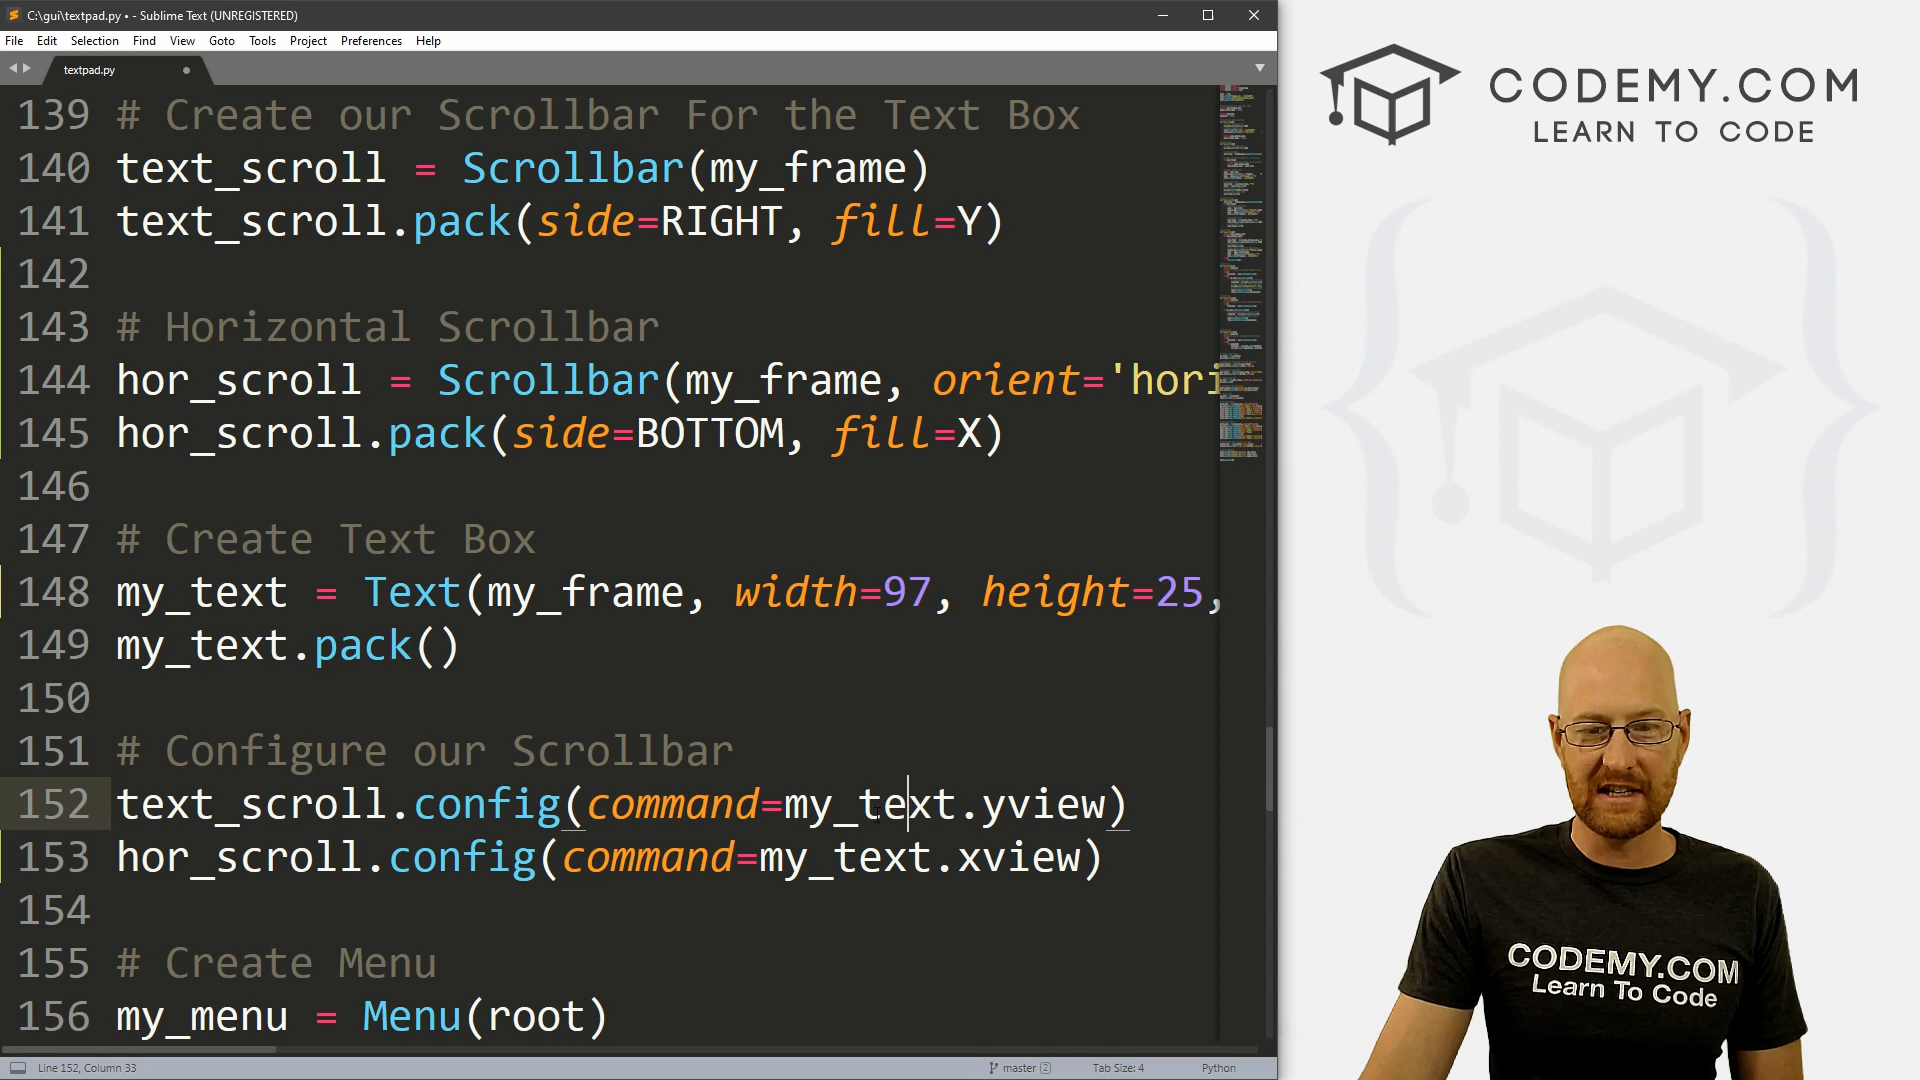 C:\gui\textpad.py • - Sublime Text (UNREGISTERED)
File Edit Selection Find View Goto Tools Project Preferences Help
textpad.py
139 # Create our Scrollbar For the Text Box
140 text_scroll = Scrollbar(my_frame)
141 text_scroll.pack(side=RIGHT, fill=Y)
142
143 # Horizontal Scrollbar
144 hor_scroll = Scrollbar(my_frame, orient='hori
145 hor_scroll.pack(side=BOTTOM, fill=X)
146
147 # Create Text Box
148 my_text = Text(my_frame, width=97, height=25,
149 my_text.pack()
150
151 # Configure our Scrollbar
152 text_scroll.config(command=my_text.yview)
153 hor_scroll.config(command=my_text.xview)
154
155 # Create Menu
156 my_menu = Menu(root)
Line 152, Column 33
master 2
Tab Size: 4
Python
CODEMY.COM
LEARN TO CODE
CODEMY.COM
Learn To Code